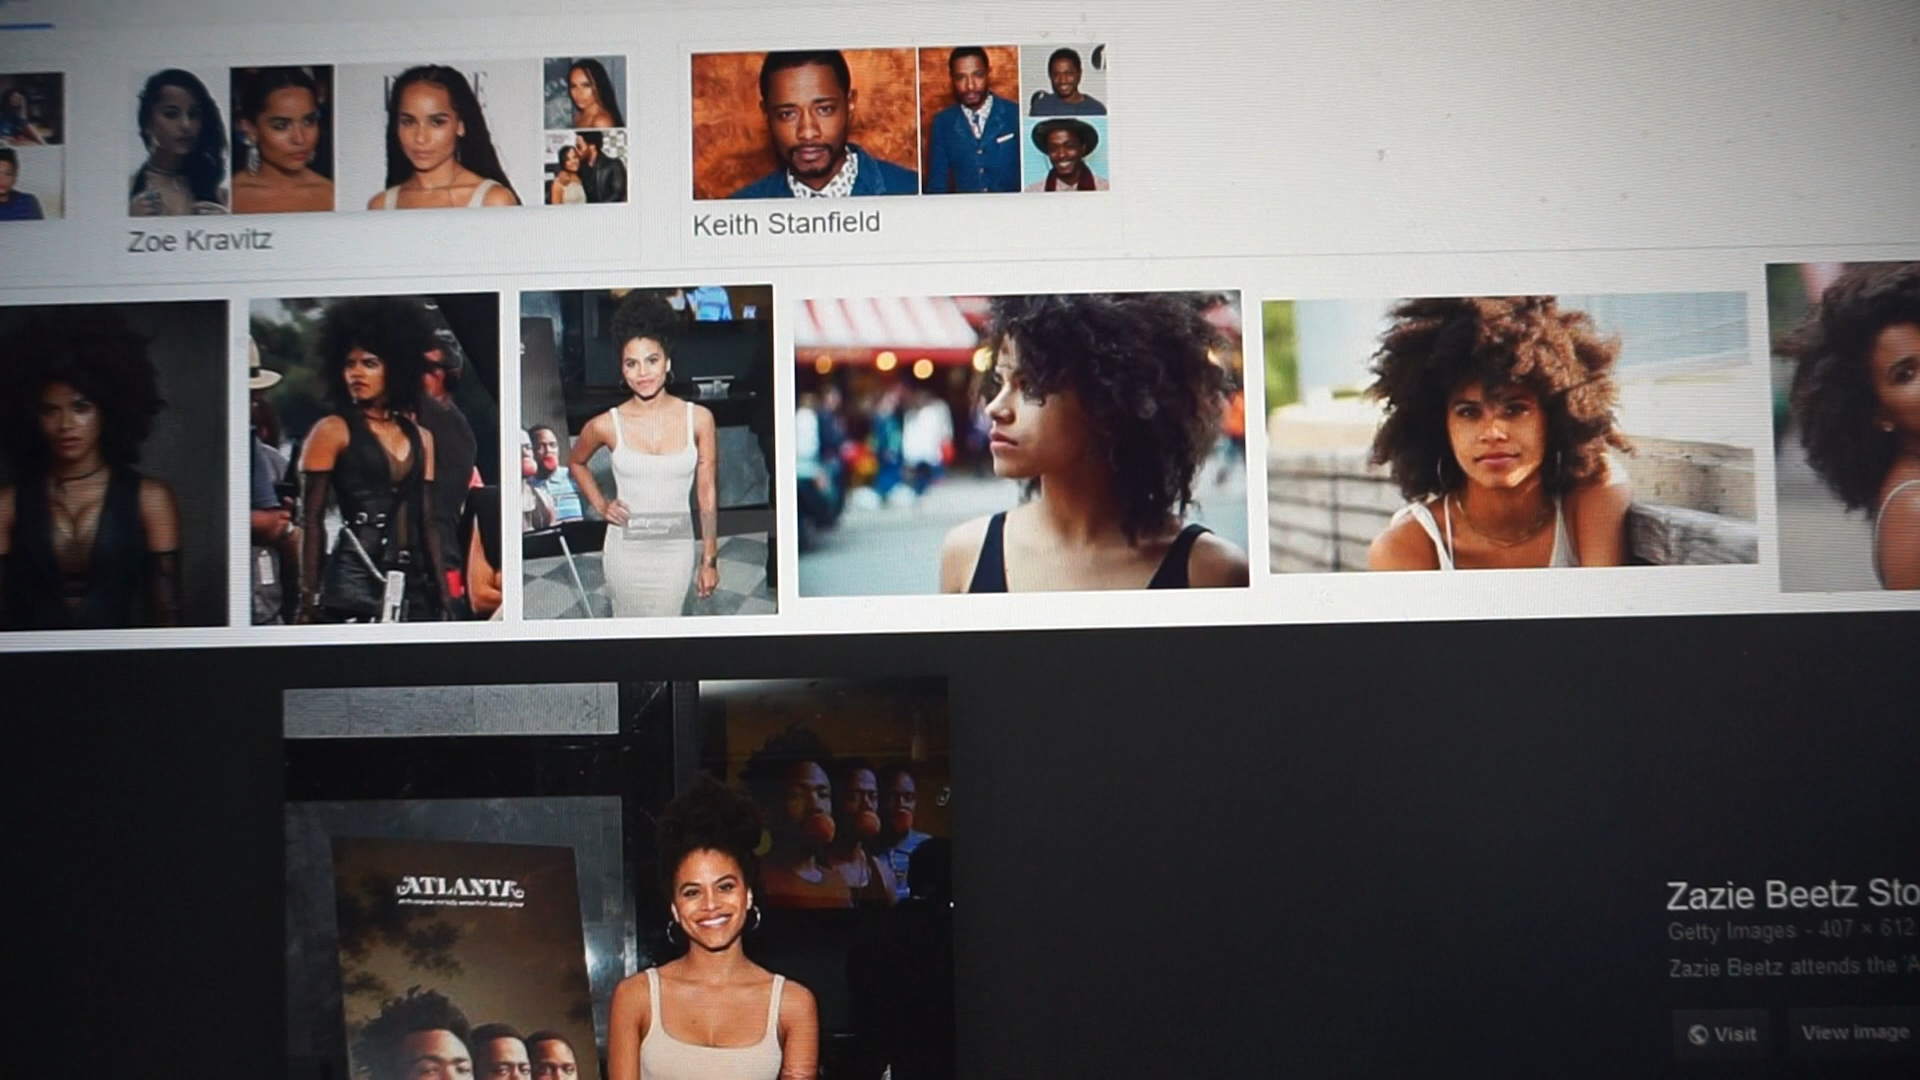 Zoe Kravitz
Keith Stanfield
ATLANTA
Zazie Beetz Sto
Getty Images - 407 × 612
Zazie Beetz attends the 'A
Visit
View image